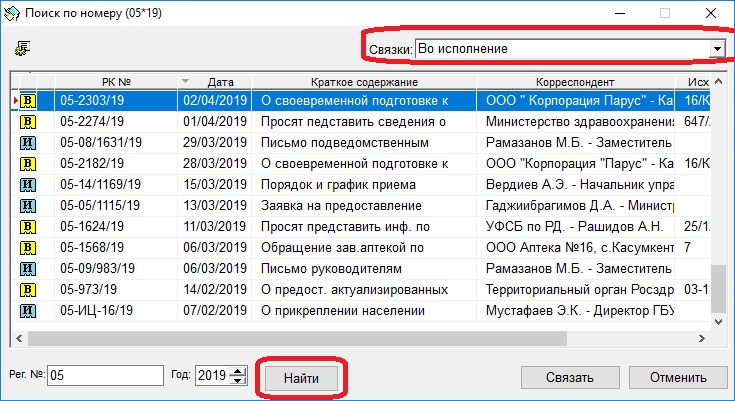 Поиск по номеру (05*19)
Связки: Во исполнение
РК № Дата Краткое содержание Корреспондент Исх
В 05-2303/19 02/04/2019 О своевременной подготовке к ООО " Корпорация Парус" - Ка 16/К
В 05-2274/19 01/04/2019 Просят педставить сведения о Министерство здравоохранения 647/
И 05-08/1631/19 29/03/2019 Письмо подведомственным Рамазанов М.Б. - Заместитель
В 05-2182/19 28/03/2019 О своевременной подготовке к ООО "Корпорация "Парус" - Ка 16/К
И 05-14/1169/19 15/03/2019 Порядок и график приема Вердиев А.Э. - Начальник упра
И 05-05/1115/19 13/03/2019 Заявка на предоставление Гаджиибрагимов Д.А. - Минист
В 05-1624/19 11/03/2019 Просят представить инф. по УФСБ по РД. - Рашидов А.Н. 25/1
В 05-1568/19 06/03/2019 Обращение зав.аптекой по ООО Аптека №16, с.Касумкент 7
И 05-09/983/19 06/03/2019 Письмо руководителям Рамазанов М.Б. - Заместитель
В 05-973/19 14/02/2019 О предост. актуализированных Территориальный орган Росздр 03-1
И 05-ИЦ-16/19 07/02/2019 О прикреплении населении Мустафаев Э.К. - Директор ГБУ
Рег. №: 05 Год: 2019 Найти Связать Отменить